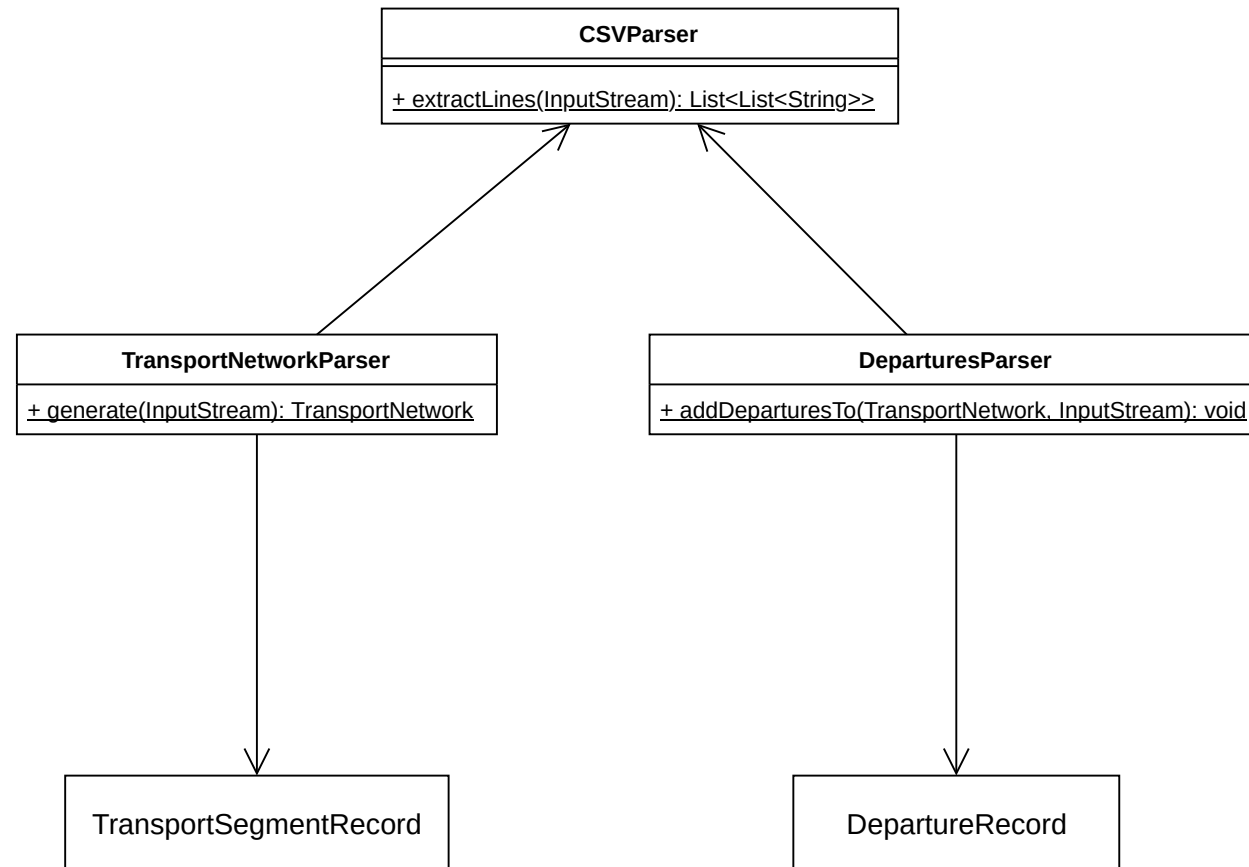 CSVParser
+ extractLines(InputStream): List<List<String>>
TransportNetworkParser
+ generate(InputStream): TransportNetwork
DeparturesParser
+ addDeparturesTo(TransportNetwork, InputStream): void
TransportSegmentRecord
DepartureRecord